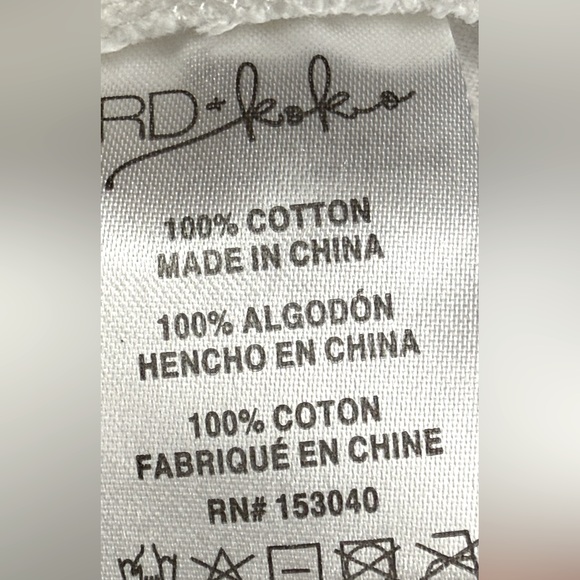 RD+koko
100% COTTON
MADE IN CHINA
100% ALGODÓN
HENCHO EN CHINA
100% COTON
FABRIQUÉ EN CHINE
RN# 153040